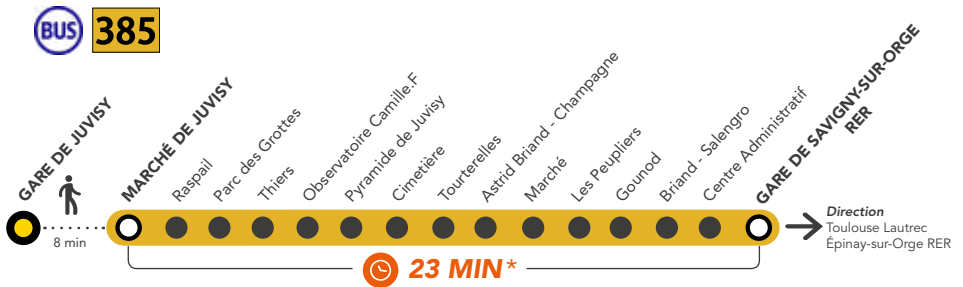 BUS 385
GARE DE JUVISY
8 min
MARCHÉ DE JUVISY
Raspail
Parc des Grottes
Thiers
Observatoire Camille.F
Pyramide de Juvisy
Cimetière
Tourterelles
Astrid Briand - Champagne
Marché
Les Peupliers
Gounod
Briand - Salengro
Centre Administratif
GARE DE SAVIGNY-SUR-ORGE
RER
Direction
Toulouse Lautrec
Épinay-sur-Orge RER
23 MIN*